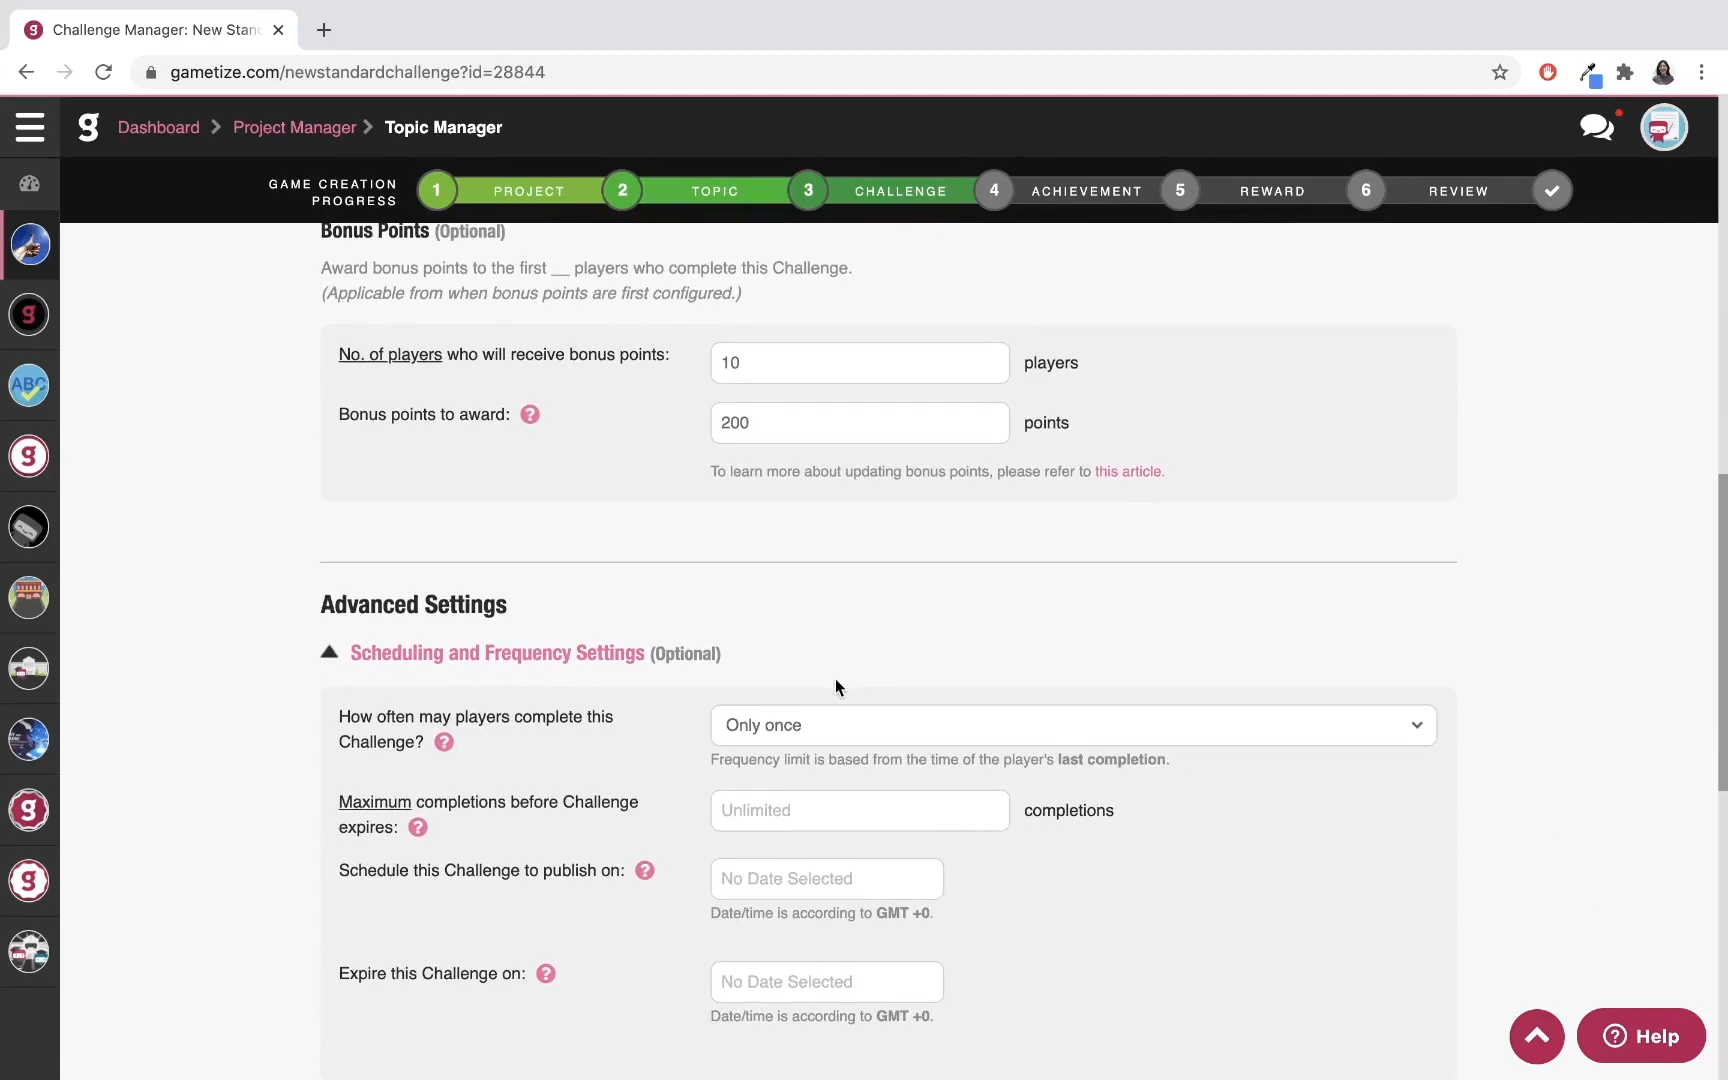 Challenge Manager: New Stan
gametize.com/newstandardchallenge?id=28844
g Dashboard Project Manager Topic Manager
GAME CREATION PROGRESS
1 PROJECT 2 TOPIC 3 CHALLENGE 4 ACHIEVEMENT 5 REWARD 6 REVIEW
Bonus Points (Optional)
Award bonus points to the first __ players who complete this Challenge.
(Applicable from when bonus points are first configured.)
No. of players who will receive bonus points: 10 players
Bonus points to award: ? 200 points
To learn more about updating bonus points, please refer to this article.
Advanced Settings
Scheduling and Frequency Settings (Optional)
How often may players complete this
Challenge? ?
Only once
Frequency limit is based from the time of the player's last completion.
Maximum completions before Challenge
expires: ?
Unlimited completions
Schedule this Challenge to publish on: ? No Date Selected
Date/time is according to GMT +0.
Expire this Challenge on: ? No Date Selected
Date/time is according to GMT +0.
? Help
g
ABC
g
g
g